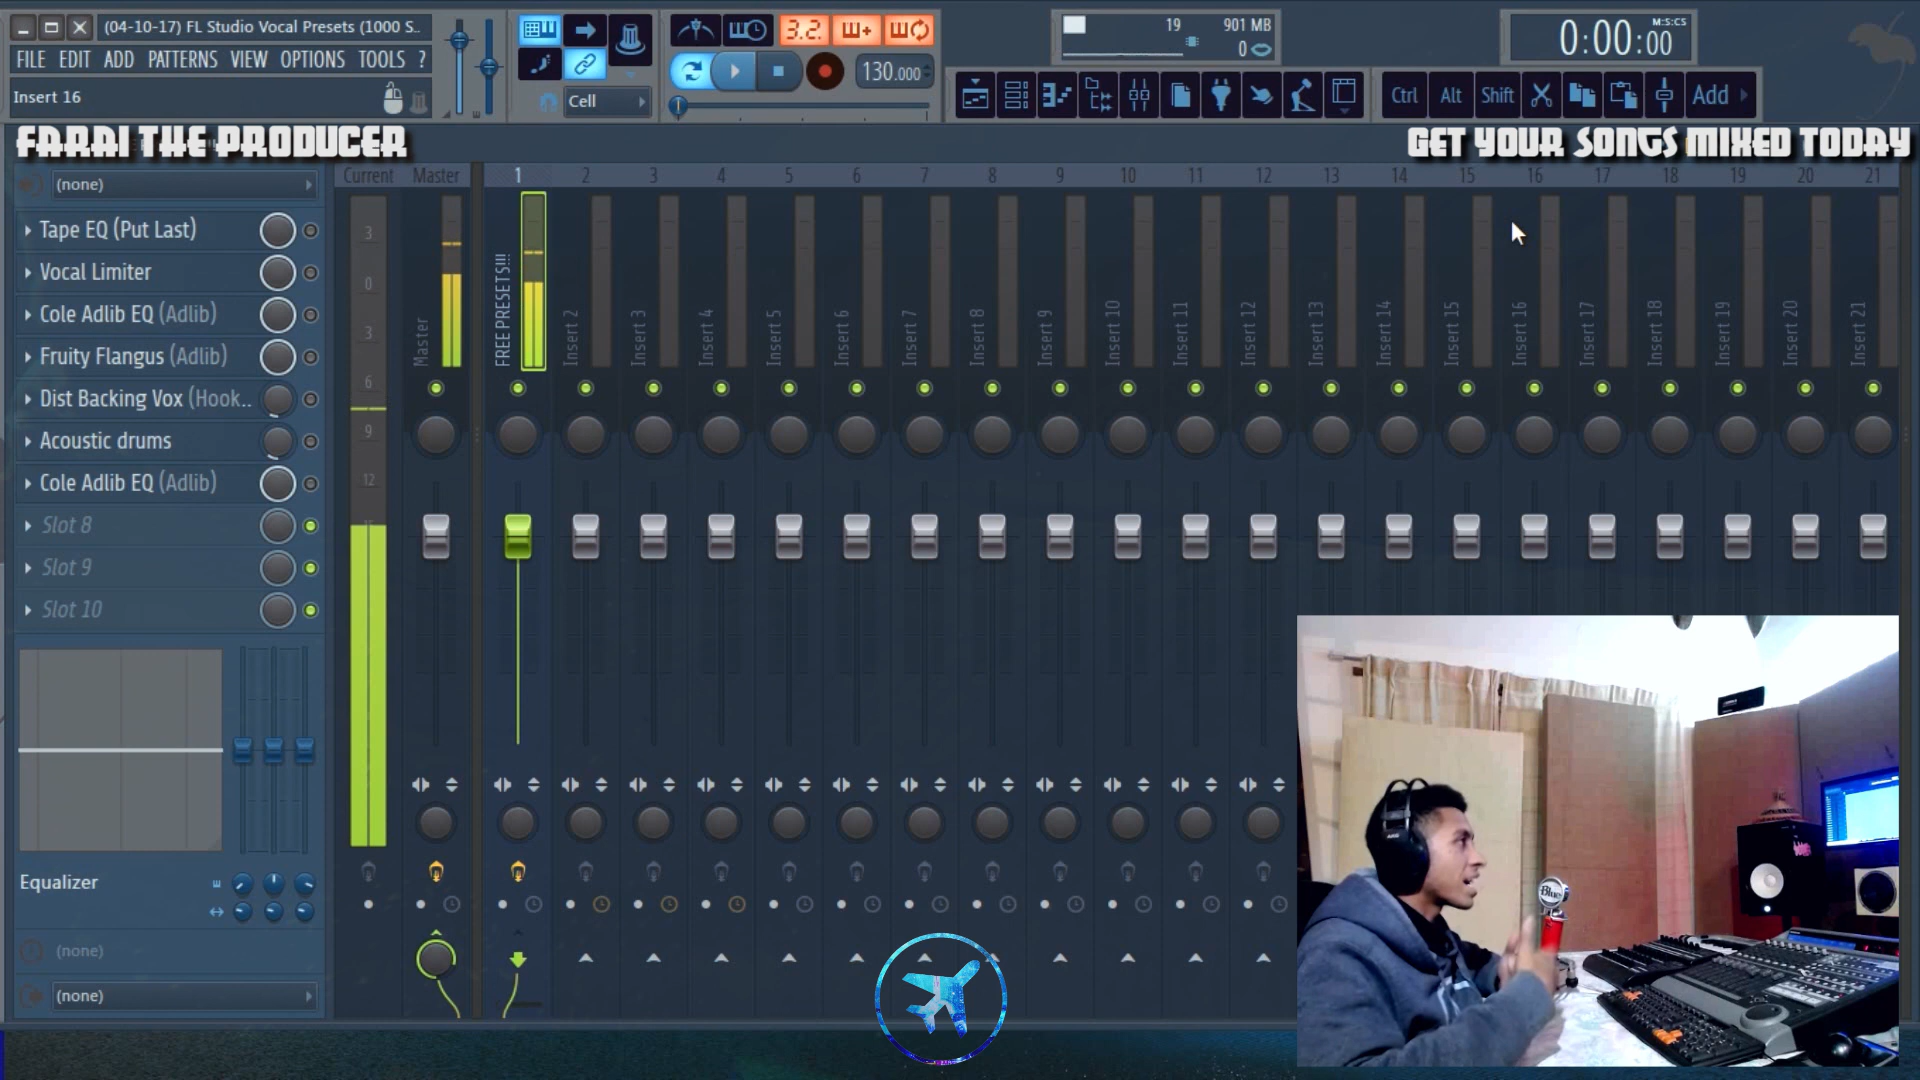 (04-10-17) FL Studio Vocal Presets (1000 S..
FILE EDIT ADD PATTERNS VIEW OPTIONS TOOLS ?
Insert 16
3.2.
130.000
Cell
19
901 MB
0
M:S:CS
0:00:00
Ctrl Alt Shift
Add
FARAI THE PRODUCER
GET YOUR SONGS MIXED TODAY
(none)
Current Master 1 2 3 4 5 6 7 8 9 10 11 12 13 14 15 16 17 18 19 20 21
Tape EQ (Put Last)
Vocal Limiter
Cole Adlib EQ (Adlib)
Fruity Flangus (Adlib)
Dist Backing Vox (Hook..
Acoustic drums
Cole Adlib EQ (Adlib)
Slot 8
Slot 9
Slot 10
3
0
3
6
9
12
Master
FREE PRESETS!!!
Insert 2
Insert 3
Insert 4
Insert 5
Insert 6
Insert 7
Insert 8
Insert 9
Insert 10
Insert 11
Insert 12
Insert 13
Insert 14
Insert 15
Insert 16
Insert 17
Insert 18
Insert 19
Insert 20
Insert 21
Equalizer
(none)
(none)
Blue